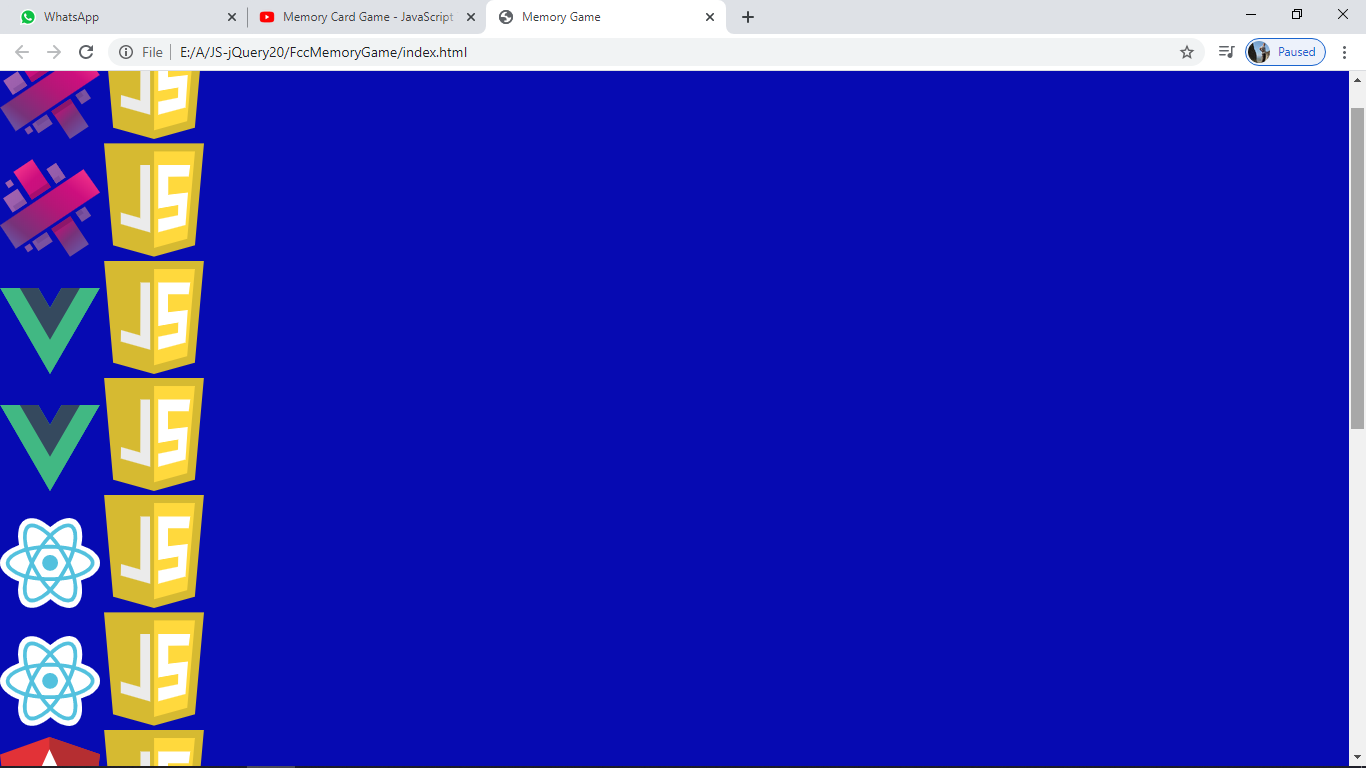 WhatsApp
Memory Card Game - JavaScript
Memory Game
File
E:/A/JS-jQuery20/FccMemoryGame/index.html
Paused
JS
JS
JS
JS
JS
JS